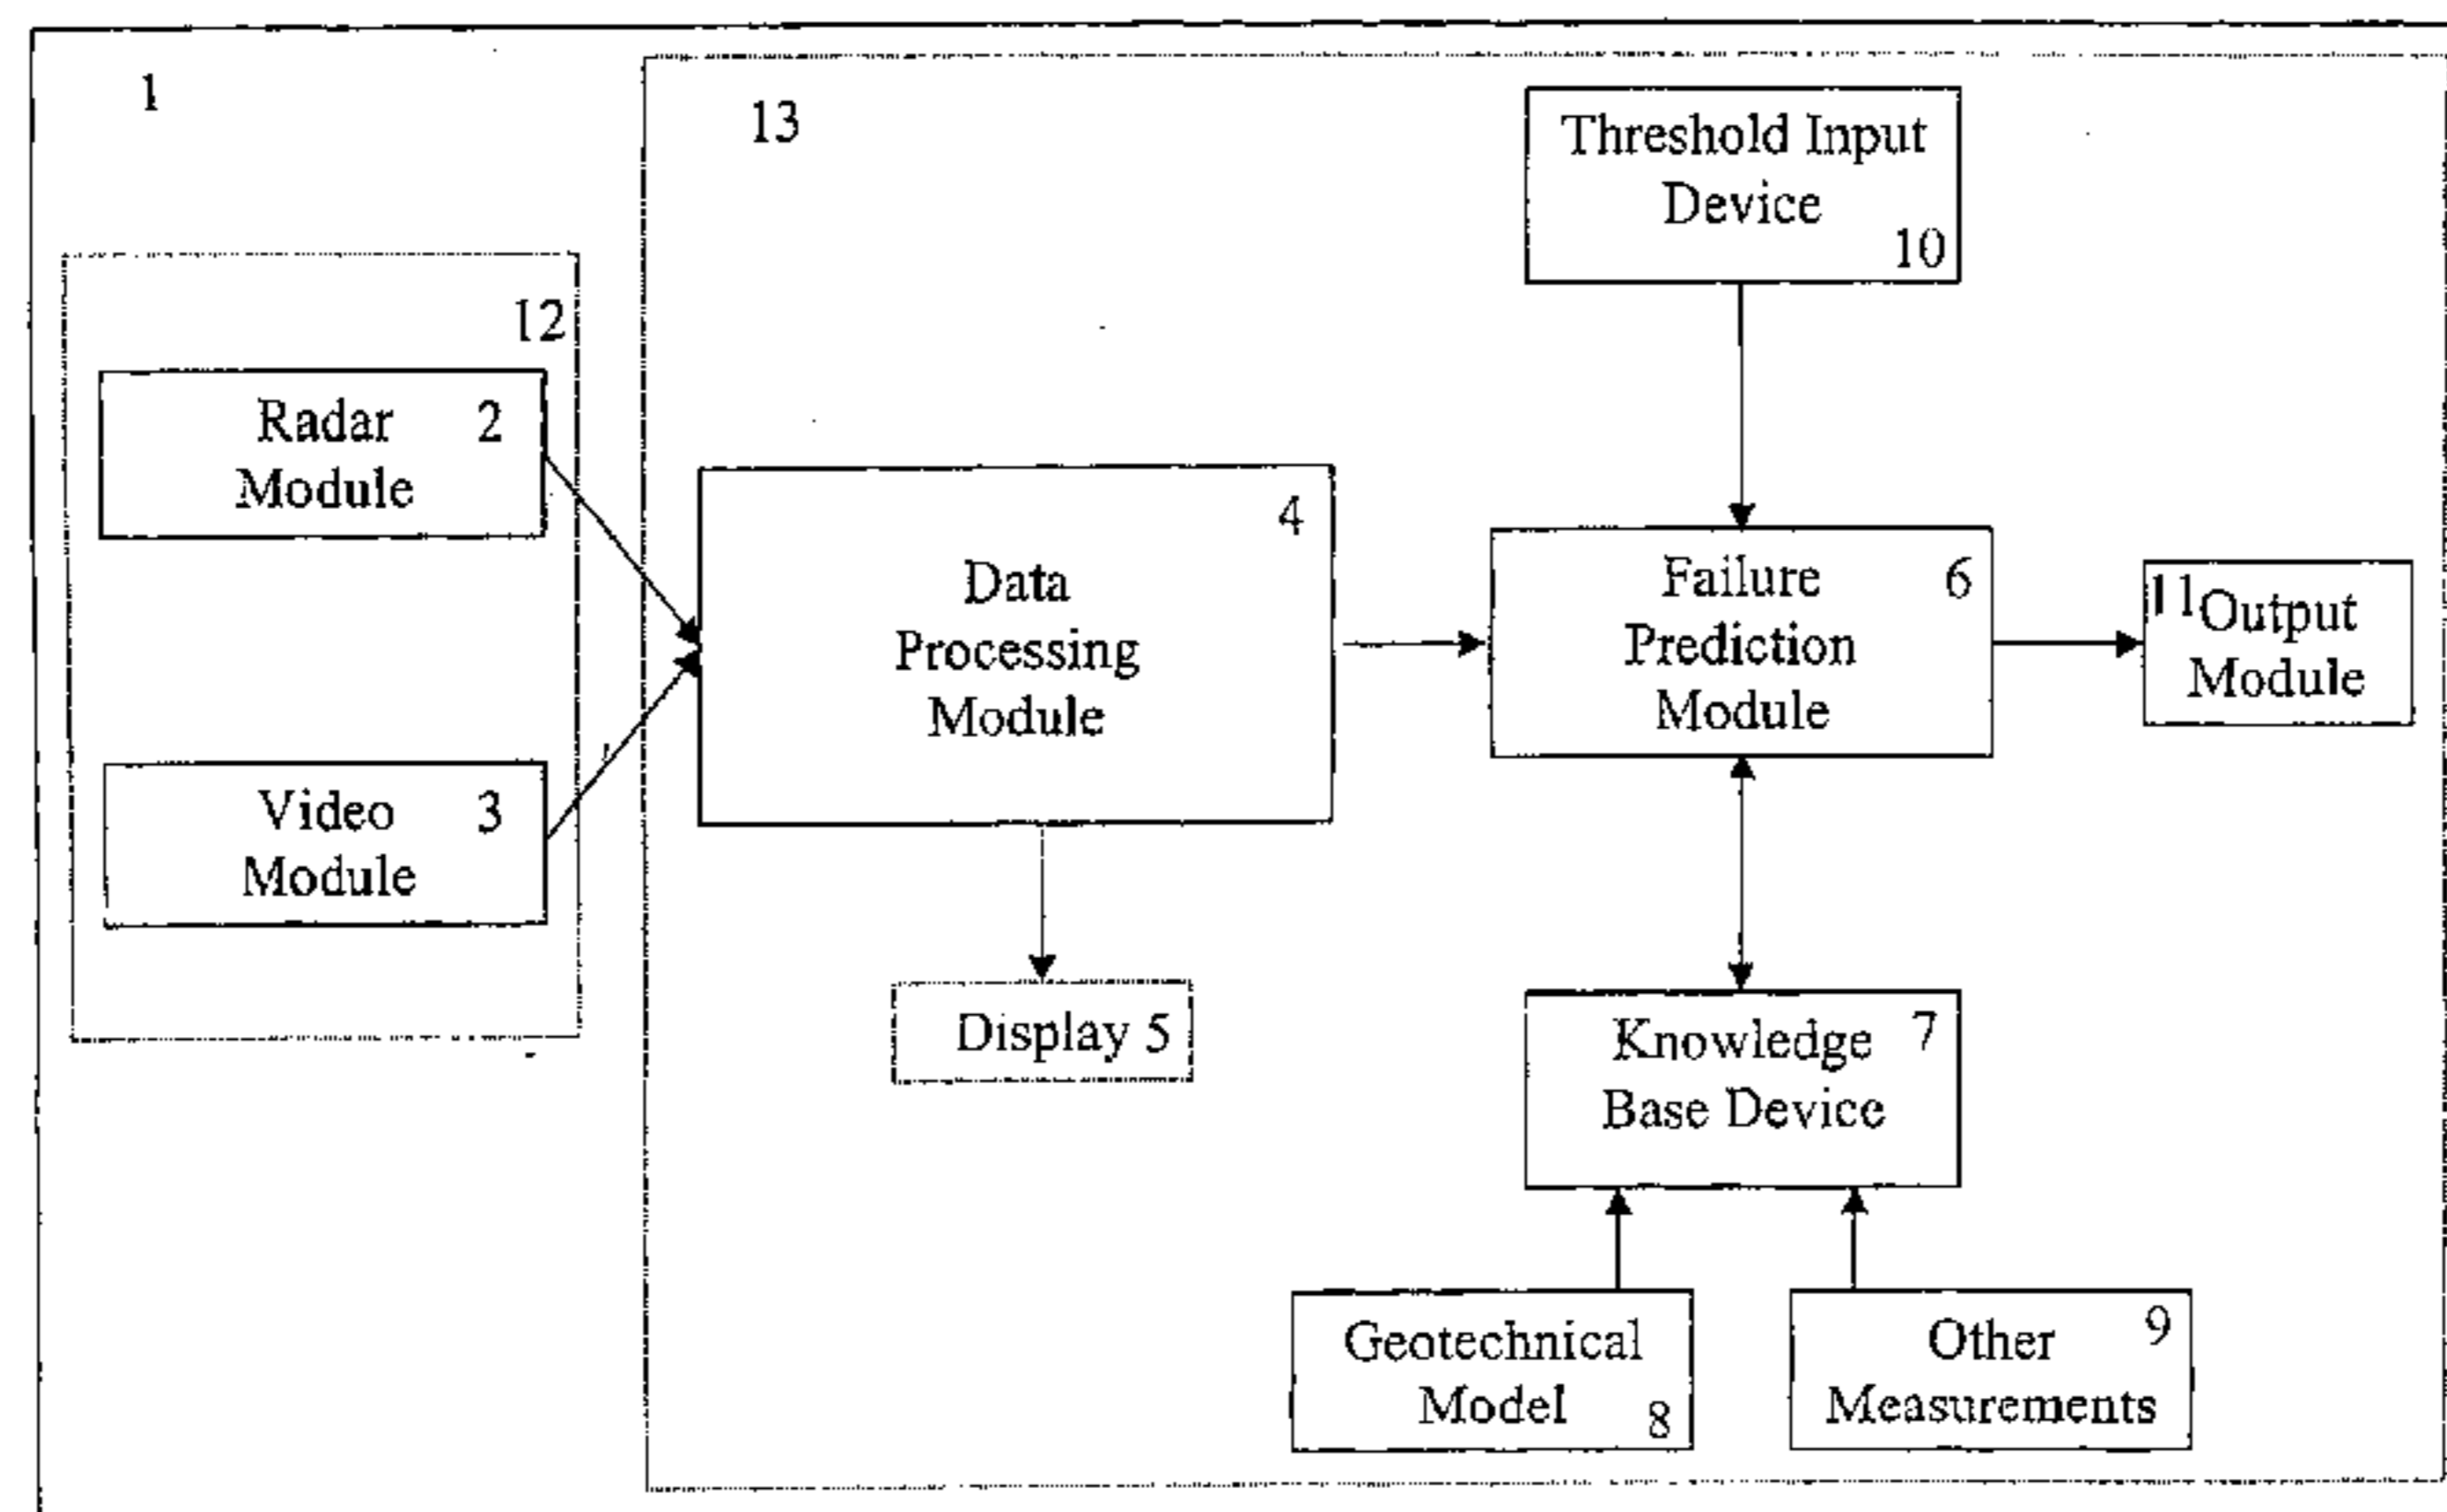 1
13
Threshold Input
Device
10
12
Radar 2
Module
Video 3
Module
4
Data
Processing
Module
Display 5
Failure 6
Prediction
Module
11 Output
Module
Knowledge 7
Base Device
Geotechnical
Model 8
Other 9
Measurements